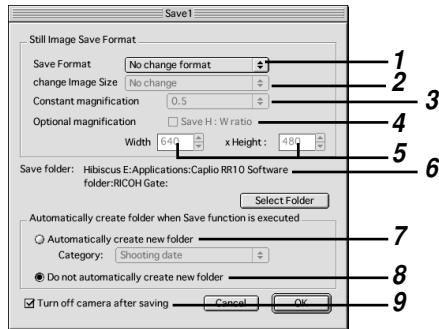 Save1
Still Image Save Format
Save Format No change format 1
change Image Size No change 2
Constant magnification 0.5 3
Optional magnification Save H : W ratio 4
Width 640 x Height : 480 5
Save folder: Hibiscus E:Applications:Caplio RR10 Software 6
folder:RICOH Gate:
Select Folder
Automatically create folder when Save function is executed
Automatically create new folder 7
Category: Shooting date
Do not automatically create new folder 8
Turn off camera after saving Cancel OK 9